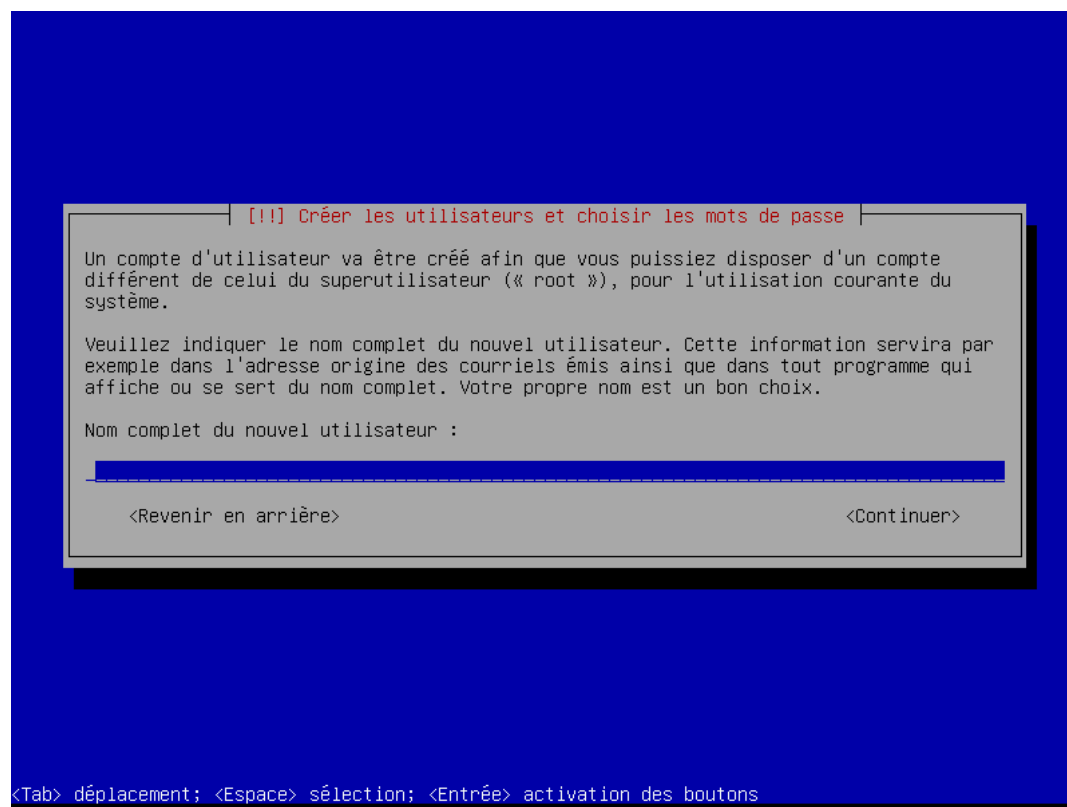 [!!] Créer les utilisateurs et choisir les mots de passe
Un compte d'utilisateur va être créé afin que vous puissiez disposer d'un compte
différent de celui du superutilisateur (« root »), pour l'utilisation courante du
système.
Veuillez indiquer le nom complet du nouvel utilisateur. Cette information servira par
exemple dans l'adresse origine des courriels émis ainsi que dans tout programme qui
affiche ou se sert du nom complet. Votre propre nom est un bon choix.
Nom complet du nouvel utilisateur :
<Revenir en arrière> <Continuer>
<Tab> déplacement; <Espace> sélection; <Entrée> activation des boutons